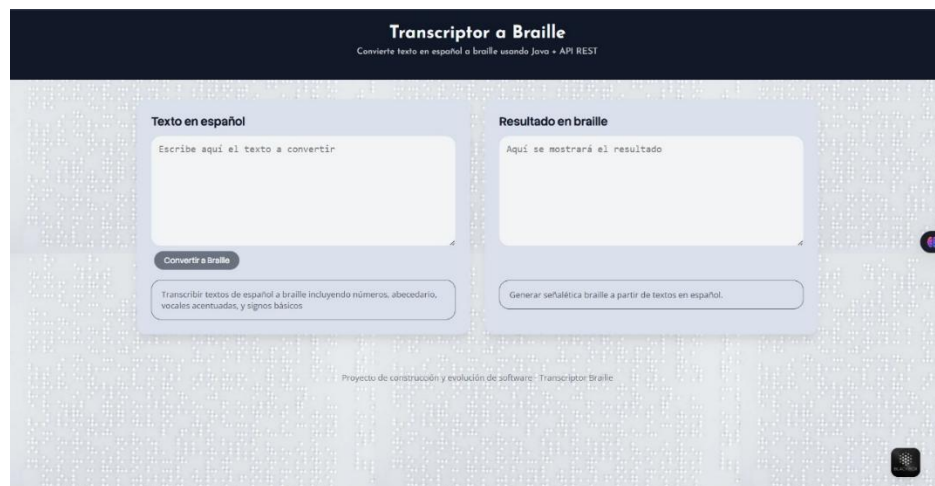 Transcriptor a Braille
Convierte texto en español a braille usando Java + API REST
Texto en español
Escribe aquí el texto a convertir
Convertir a Braille
Transcribir textos de español a braille incluyendo números, abecedario,
vocales acentuadas, y signos básicos
Resultado en braille
Aquí se mostrará el resultado
Generar señalética braille a partir de textos en español.
Proyecto de construcción y evolución de software · Transcriptor Braille